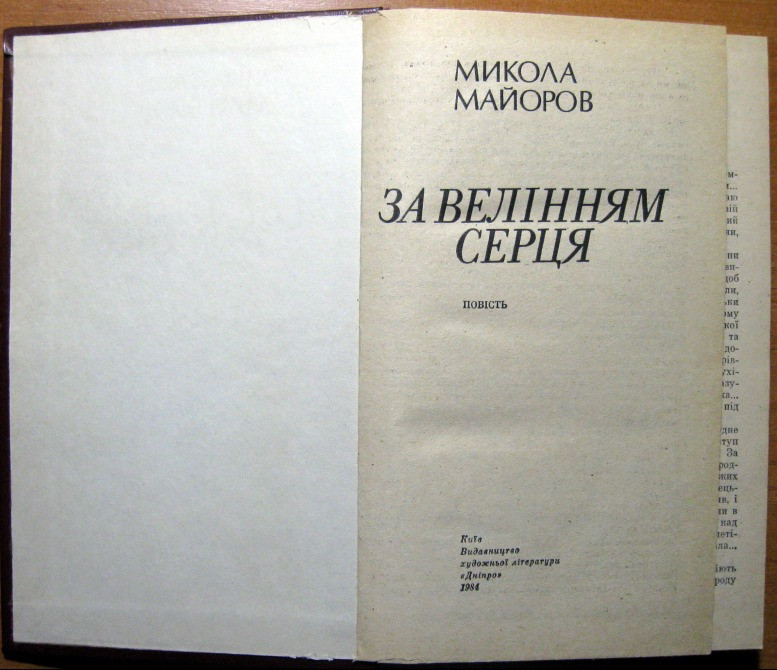 МИКОЛА
МАЙОРОВ
ЗА ВЕЛІННЯМ
СЕРЦЯ
ПОВІСТЬ
Київ
Видавництво
художньої літератури
«Дніпро»
1984